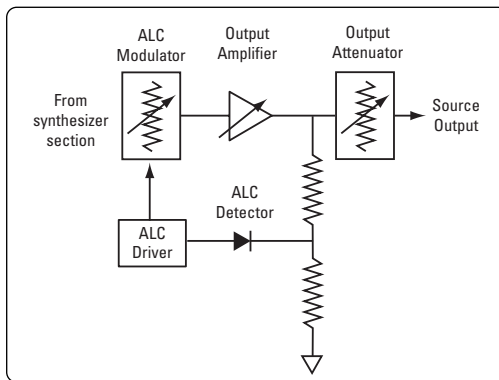 ALC
Modulator
Output
Amplifier
Output
Attenuator
From
synthesizer
section
Source
Output
ALC
Detector
ALC
Driver